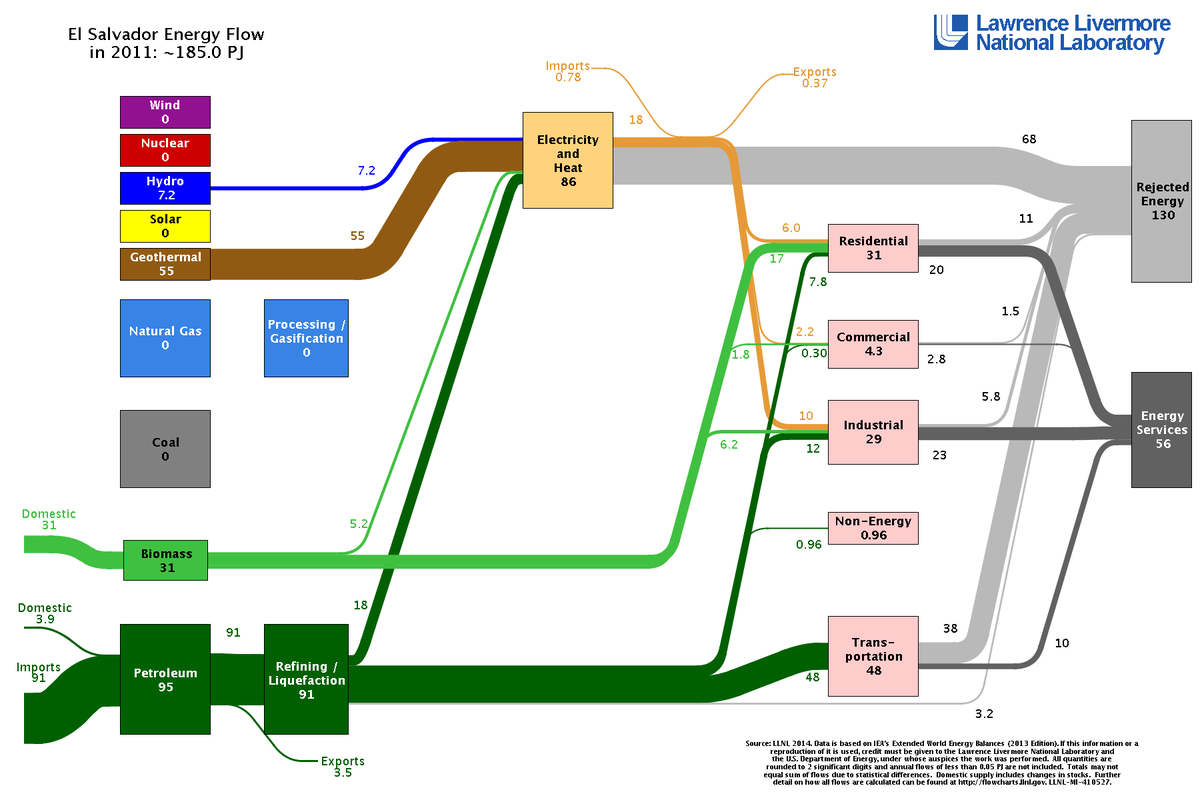 El Salvador Energy Flow
in 2011: ~185.0 PJ
Lawrence Livermore
National Laboratory
Wind
0
Nuclear
0
Hydro
7.2
Solar
0
Geothermal
55
Natural Gas
0
Processing /
Gasification
0
Coal
0
Domestic
31
Biomass
31
Domestic
3.9
Imports
91
Petroleum
95
91
Refining /
Liquefaction
91
Exports
3.5
7.2
55
5.2
18
Imports
0.78
Exports
0.37
18
Electricity
and
Heat
86
68
6.0
17
7.8
Residential
31
11
20
2.2
1.8
0.30
Commercial
4.3
1.5
2.8
10
6.2
12
Industrial
29
5.8
23
0.96
Non-Energy
0.96
48
Trans-
portation
48
38
10
3.2
Rejected
Energy
130
Energy
Services
56
Source: LLNL 2014. Data is based on IEA's Extended World Energy Balances (2013 Edition). If this information or a
reproduction of it is used, credit must be given to the Lawrence Livermore National Laboratory and
the U.S. Department of Energy, under whose auspices the work was performed. All quantities are
rounded to 2 significant digits and annual flows of less than 0.05 PJ are not included. Totals may not
equal sum of flows due to statistical differences. Domestic supply includes changes in stocks. Further
detail on how all flows are calculated can be found at http://flowcharts.llnl.gov. LLNL-MI-410527.